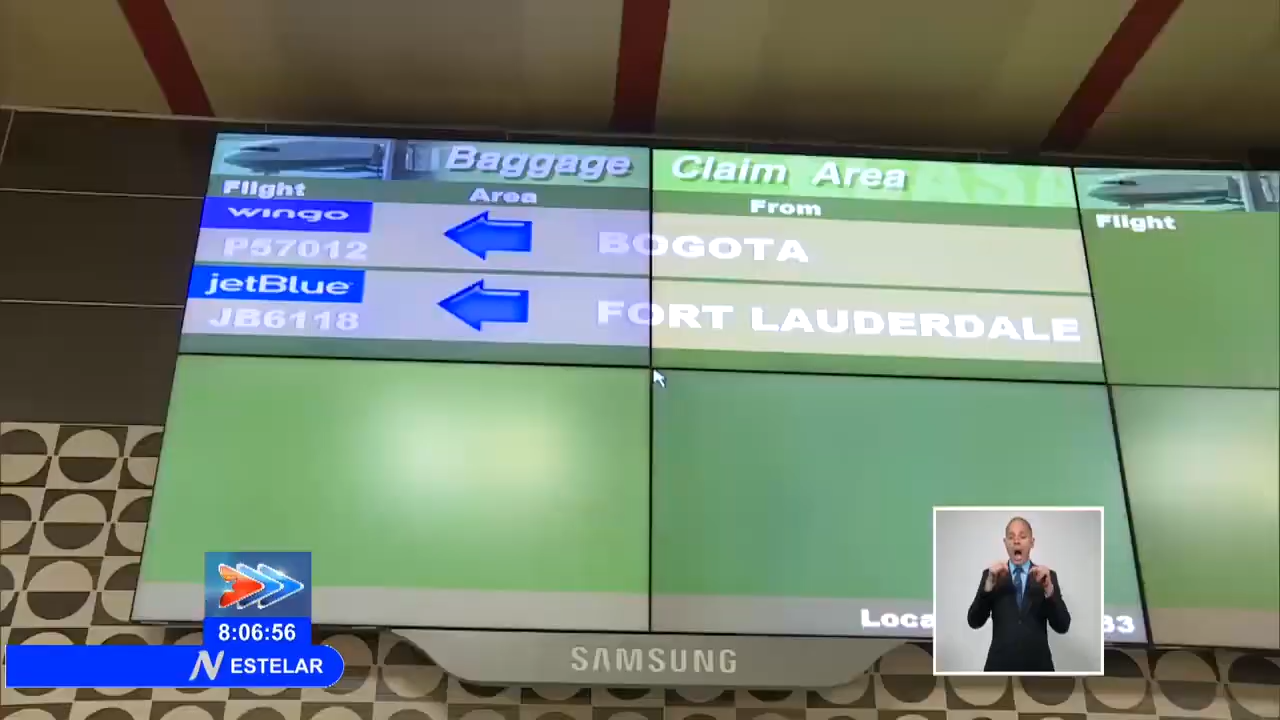 Baggage Claim Area
Flight Area From
Flight
wingo
P57012 BOGOTA
jetBlue
JB6118 FORT LAUDERDALE
SAMSUNG
8:06:56
N ESTELAR